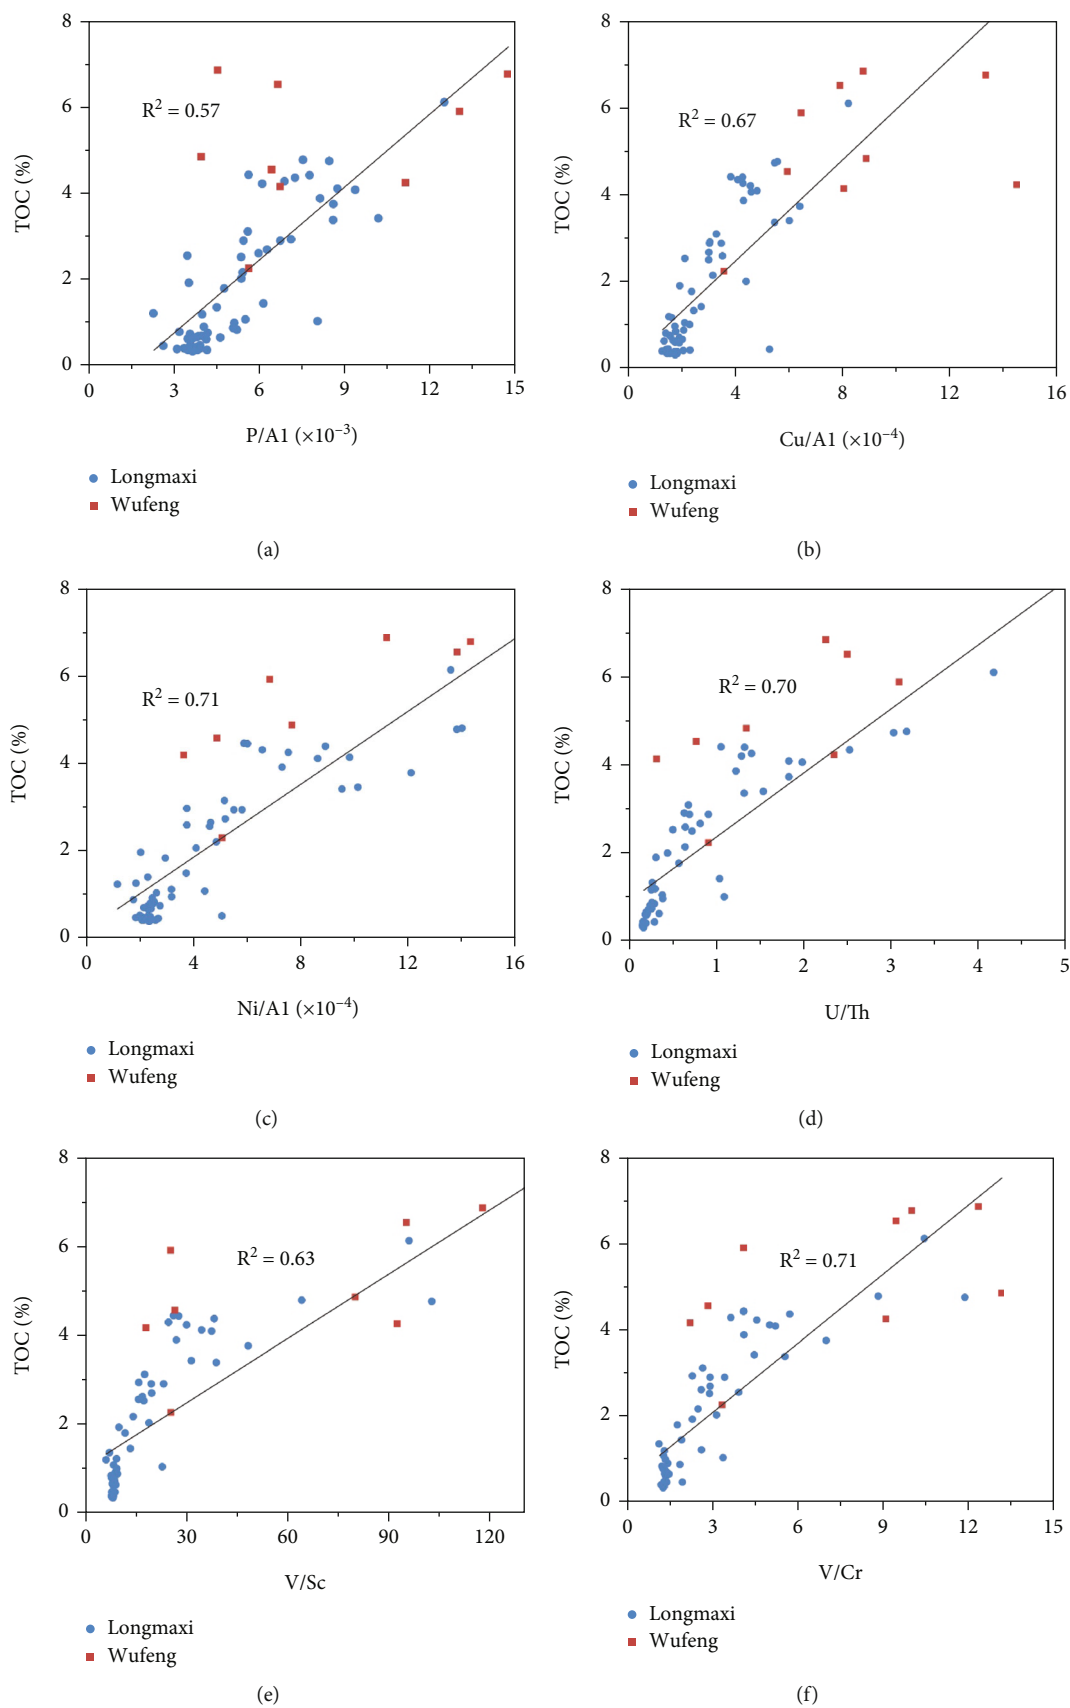 8
6
4
2
0
TOC (%)
R² = 0.57
0 3 6 9 12 15
P/A1 (×10⁻³)
Longmaxi
Wufeng
(a)
8
6
4
2
0
TOC (%)
R² = 0.67
0 4 8 12 16
Cu/A1 (×10⁻⁴)
Longmaxi
Wufeng
(b)
8
6
4
2
0
TOC (%)
R² = 0.71
0 4 8 12 16
Ni/A1 (×10⁻⁴)
Longmaxi
Wufeng
(c)
8
6
4
2
0
TOC (%)
R² = 0.70
0 1 2 3 4 5
U/Th
Longmaxi
Wufeng
(d)
8
6
4
2
0
TOC (%)
R² = 0.63
0 30 60 90 120
V/Sc
Longmaxi
Wufeng
(e)
8
6
4
2
0
TOC (%)
R² = 0.71
0 3 6 9 12 15
V/Cr
Longmaxi
Wufeng
(f)